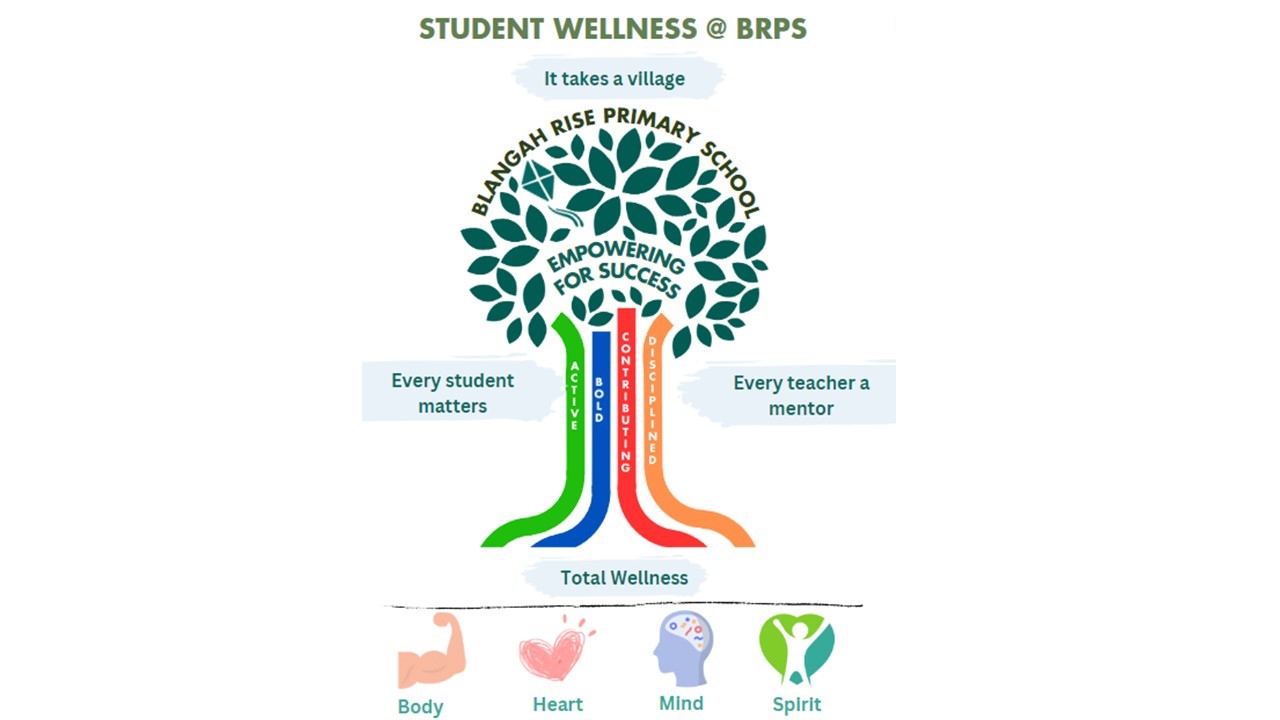 STUDENT WELLNESS @ BRPS
It takes a village
BLANGAH RISE PRIMARY SCHOOL
EMPOWERING
FOR SUCCESS
ACTIVE
BOLD
CONTRIBUTING
DISCIPLINED
Every student
matters
Every teacher a
mentor
Total Wellness
Body
Heart
Mind
Spirit